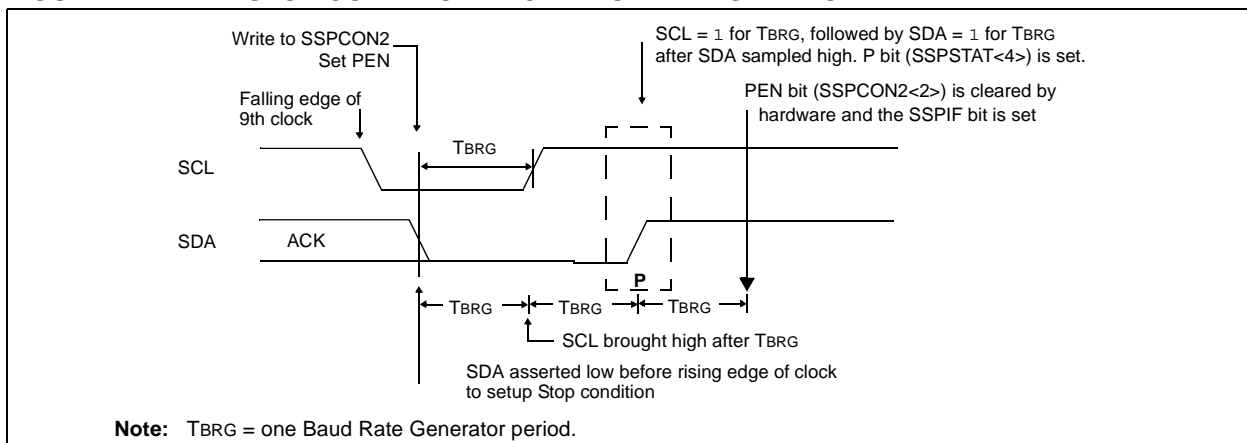 Write to SSPCON2
Set PEN
SCL = 1 for TBRG, followed by SDA = 1 for TBRG
after SDA sampled high. P bit (SSPSTAT<4>) is set.
Falling edge of
9th clock
PEN bit (SSPCON2<2>) is cleared by
hardware and the SSPIF bit is set
TBRG
SCL
SDA
ACK
P
TBRG
TBRG
TBRG
SCL brought high after TBRG
SDA asserted low before rising edge of clock
to setup Stop condition
Note: TBRG = one Baud Rate Generator period.